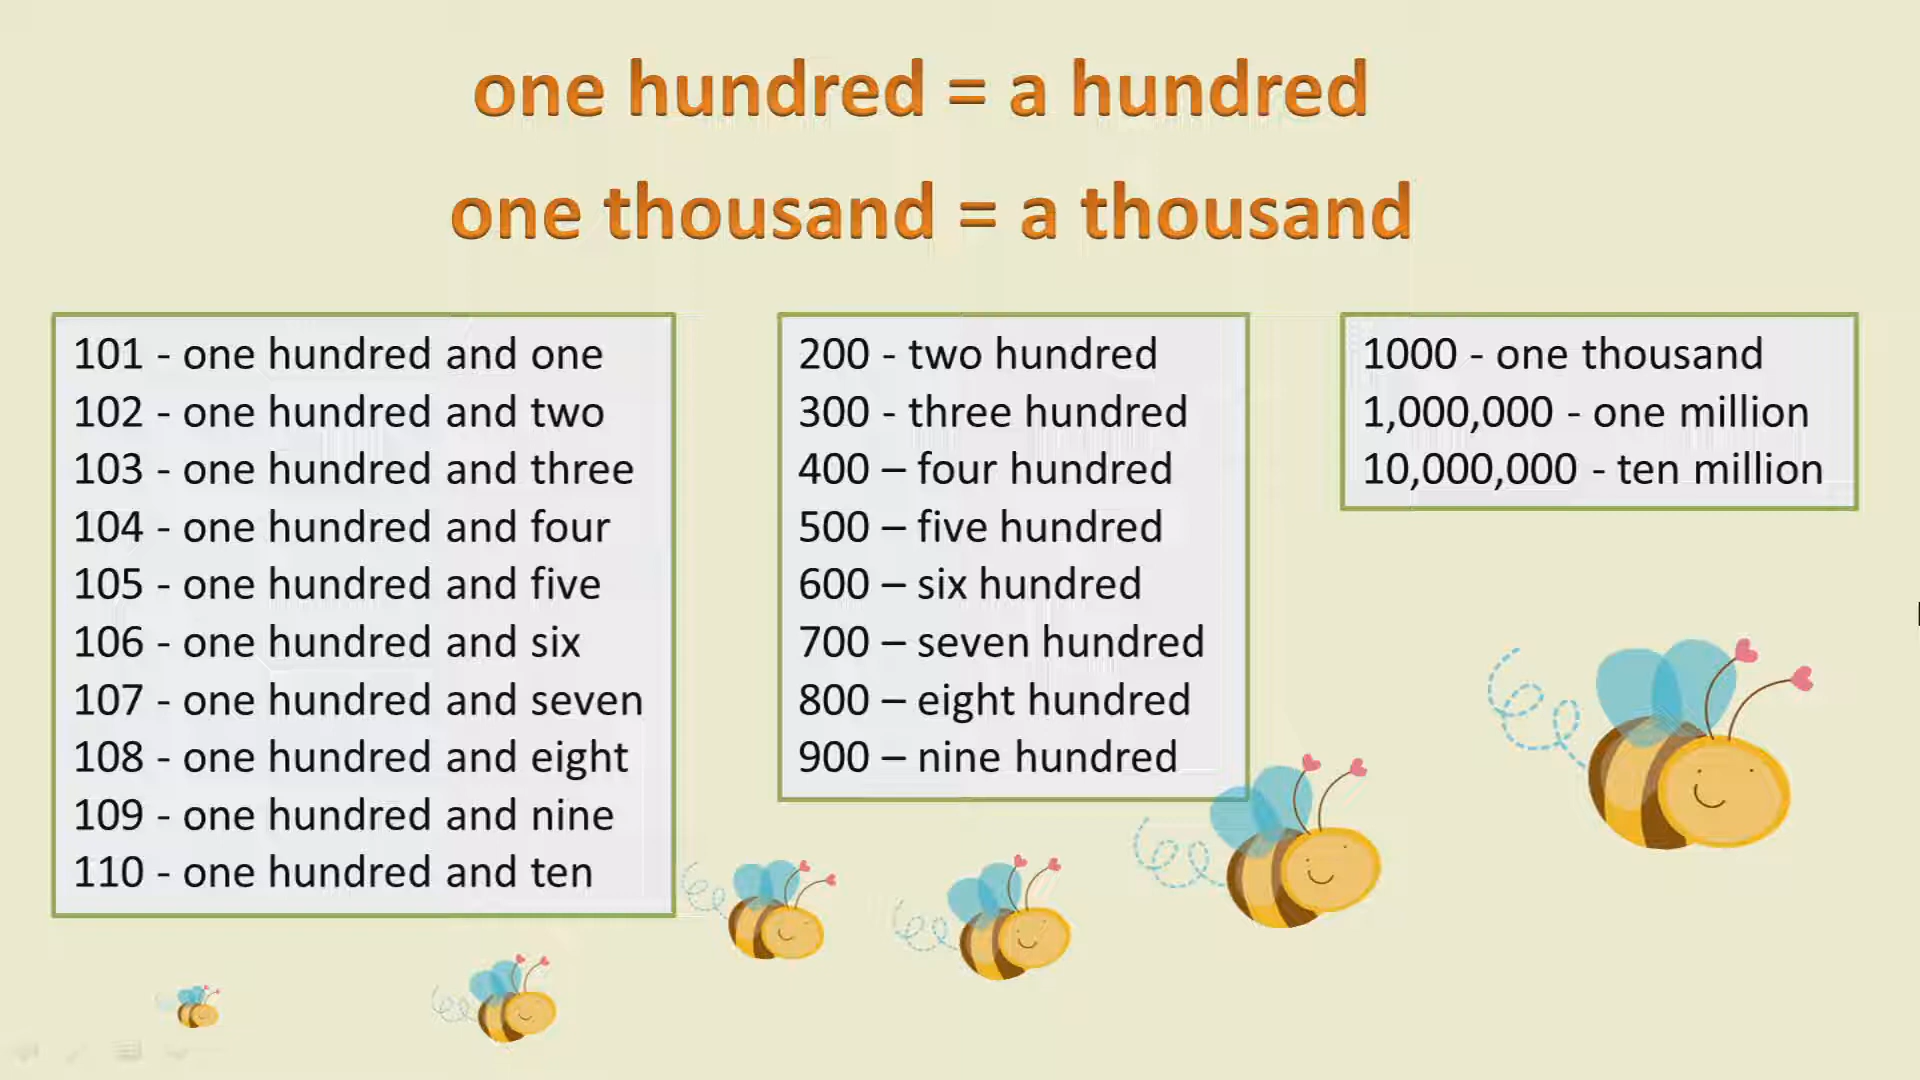 one hundred = a hundred
one thousand = a thousand
101 - one hundred and one
102 - one hundred and two
103 - one hundred and three
104 - one hundred and four
105 - one hundred and five
106 - one hundred and six
107 - one hundred and seven
108 - one hundred and eight
109 - one hundred and nine
110 - one hundred and ten
200 - two hundred
300 - three hundred
400 – four hundred
500 – five hundred
600 – six hundred
700 – seven hundred
800 – eight hundred
900 – nine hundred
1000 - one thousand
1,000,000 - one million
10,000,000 - ten million